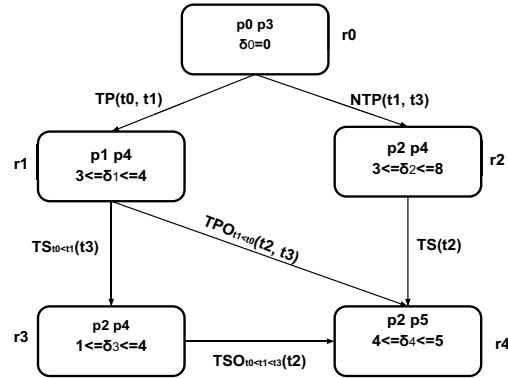 p0 p3
δ0=0
r0
TP(t0, t1)
NTP(t1, t3)
r1
p1 p4
3<=δ1<=4
p2 p4
3<=δ2<=8
r2
TSt0<t1(t3)
TPOt1<t0(t2, t3)
TS(t2)
r3
p2 p4
1<=δ3<=4
TSOt0<t1<t3(t2)
p2 p5
4<=δ4<=5
r4